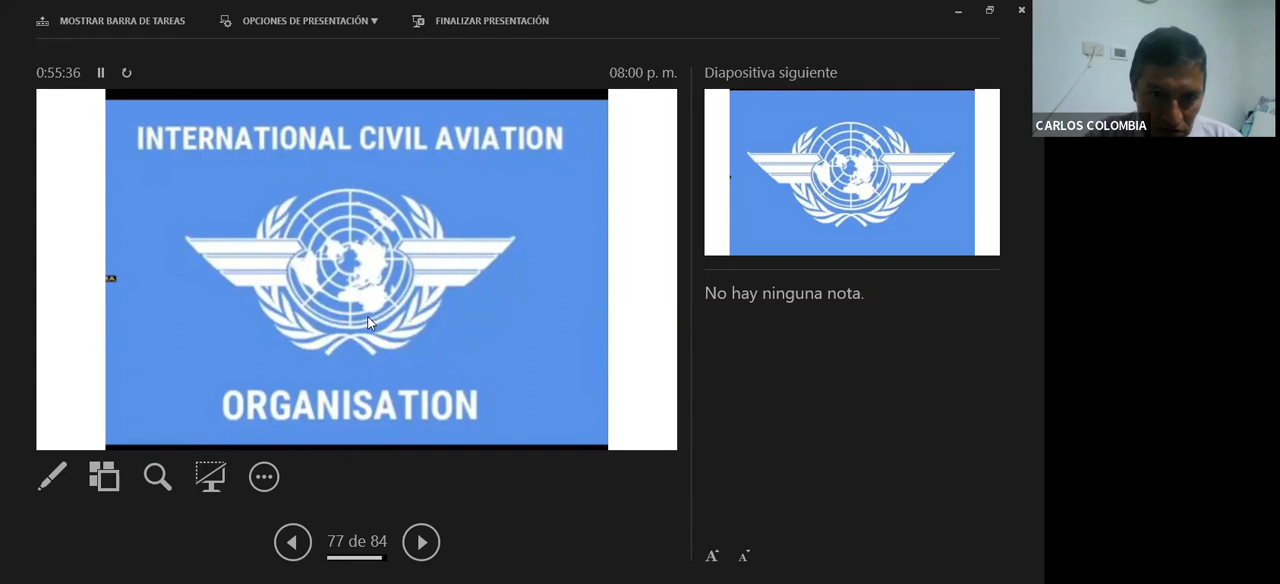 MOSTRAR BARRA DE TAREAS
OPCIONES DE PRESENTACIÓN ▼
FINALIZAR PRESENTACIÓN
0:55:36
08:00 p. m.
Diapositiva siguiente
INTERNATIONAL CIVIL AVIATION
ORGANISATION
No hay ninguna nota.
CARLOS COLOMBIA
77 de 84
A
A